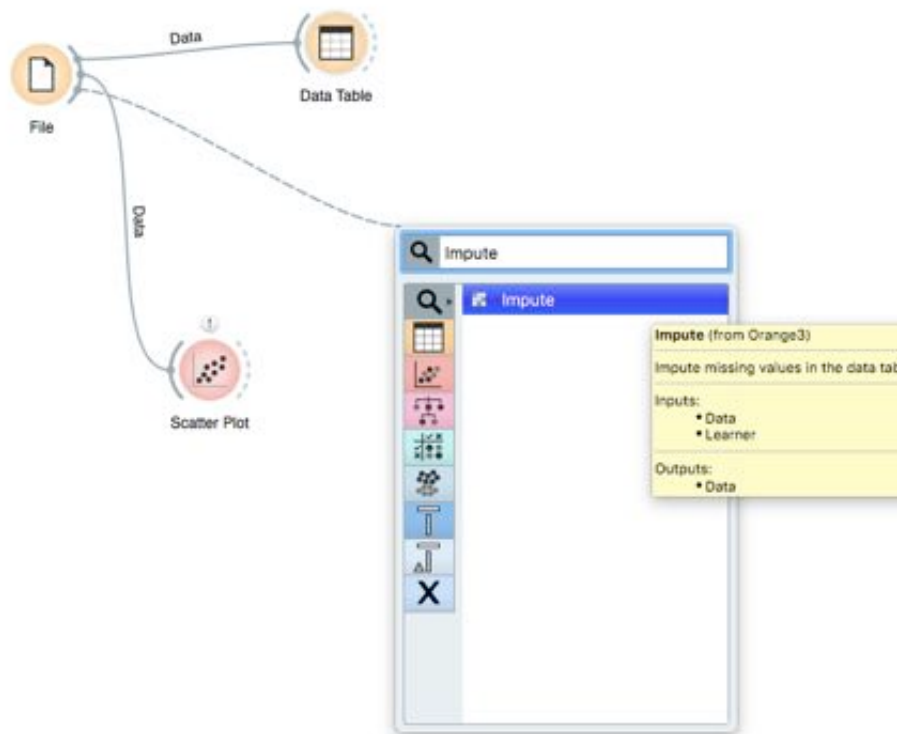 Data
Data Table
File
Data
Scatter Plot
Impute
Impute
Impute (from Orange3)
Impute missing values in the data tab
Inputs:
• Data
• Learner
Outputs:
• Data